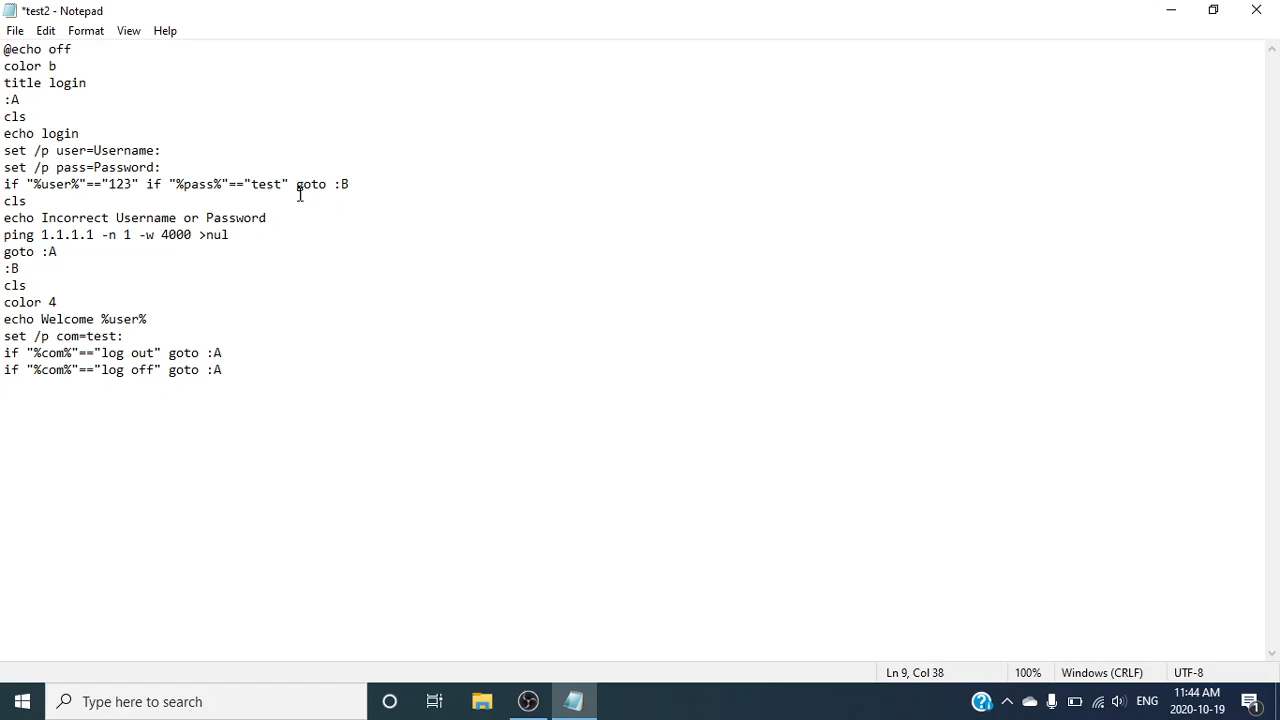 *test2 - Notepad
File Edit Format View Help
@echo off
color b
title login
:A
cls
echo login
set /p user=Username:
set /p pass=Password:
if "%user%"=="123" if "%pass%"=="test" goto :B
cls
echo Incorrect Username or Password
ping 1.1.1.1 -n 1 -w 4000 >nul
goto :A
:B
cls
color 4
echo Welcome %user%
set /p com=test:
if "%com%"=="log out" goto :A
if "%com%"=="log off" goto :A
Ln 9, Col 38 100% Windows (CRLF) UTF-8
Type here to search
ENG
11:44 AM
2020-10-19
1